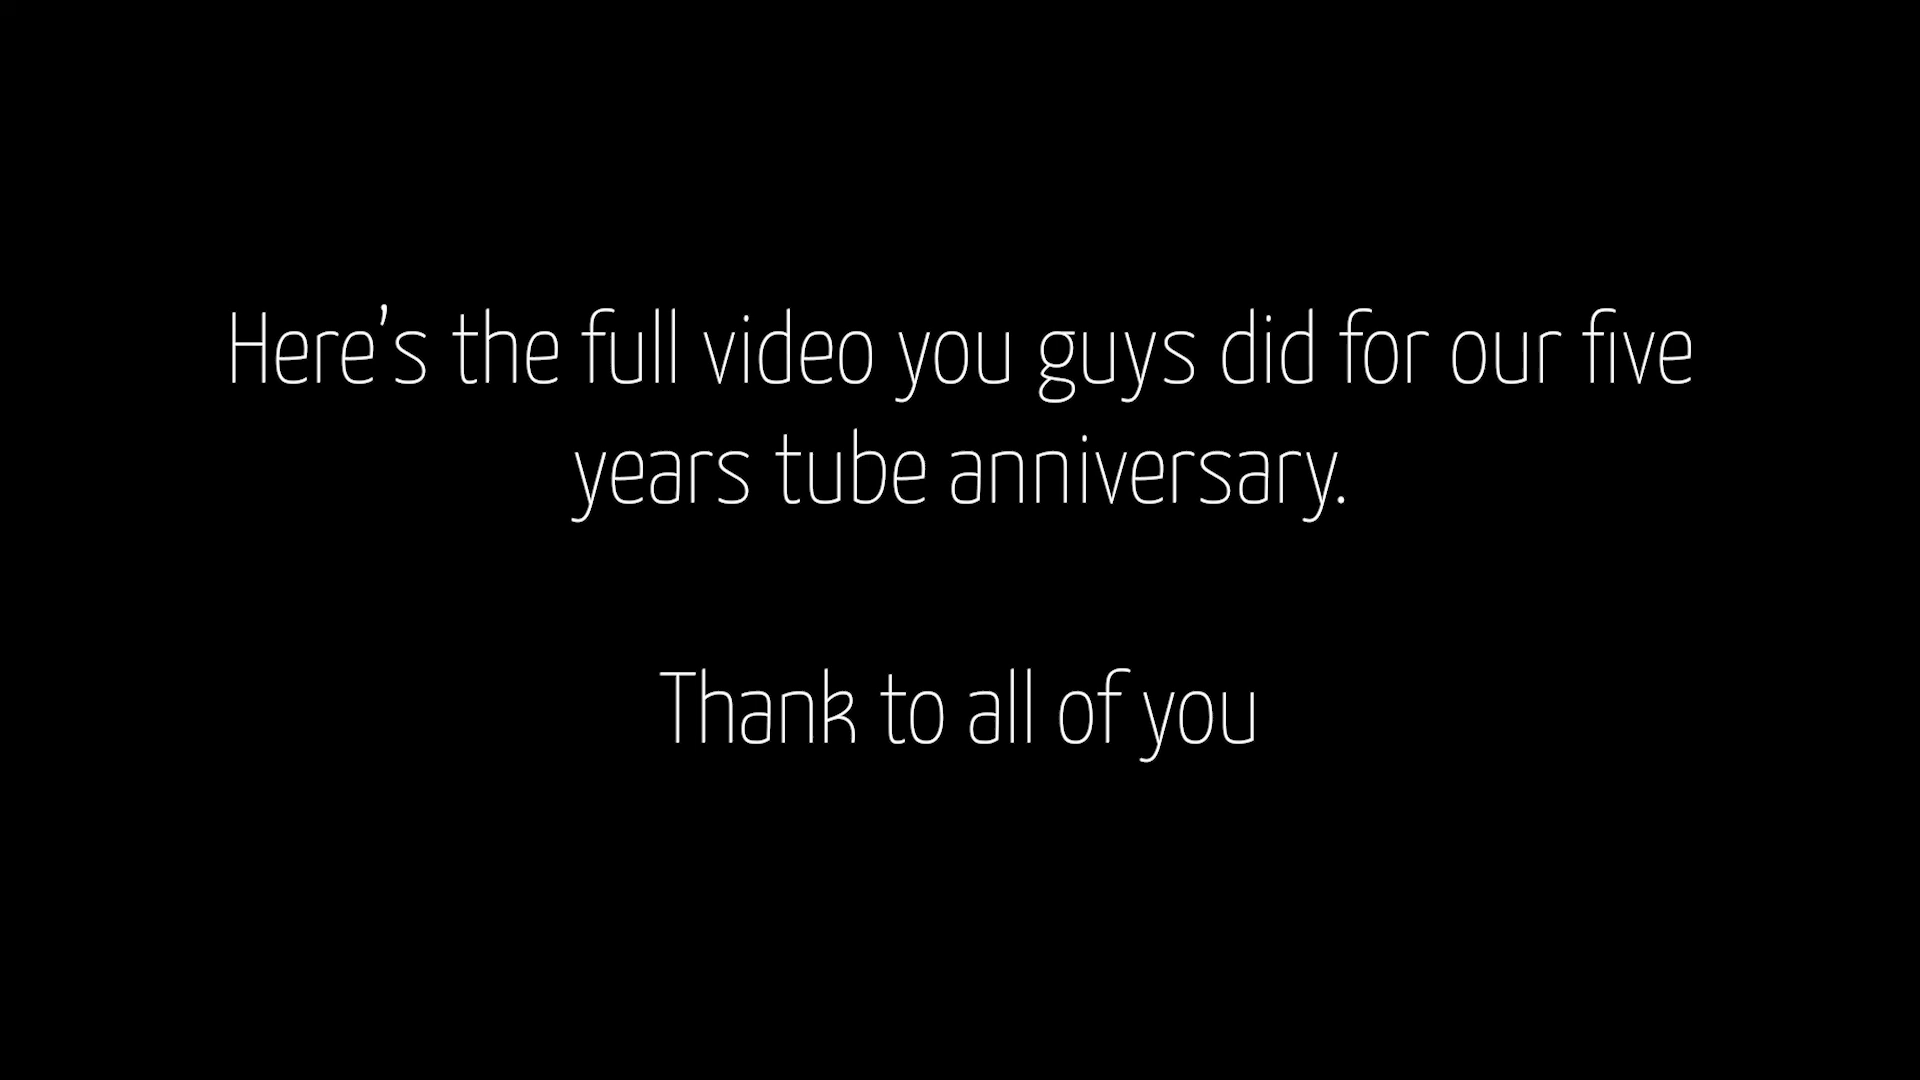 Here's the full video you guys did for our five
years tube anniversary.
Thank to all of you